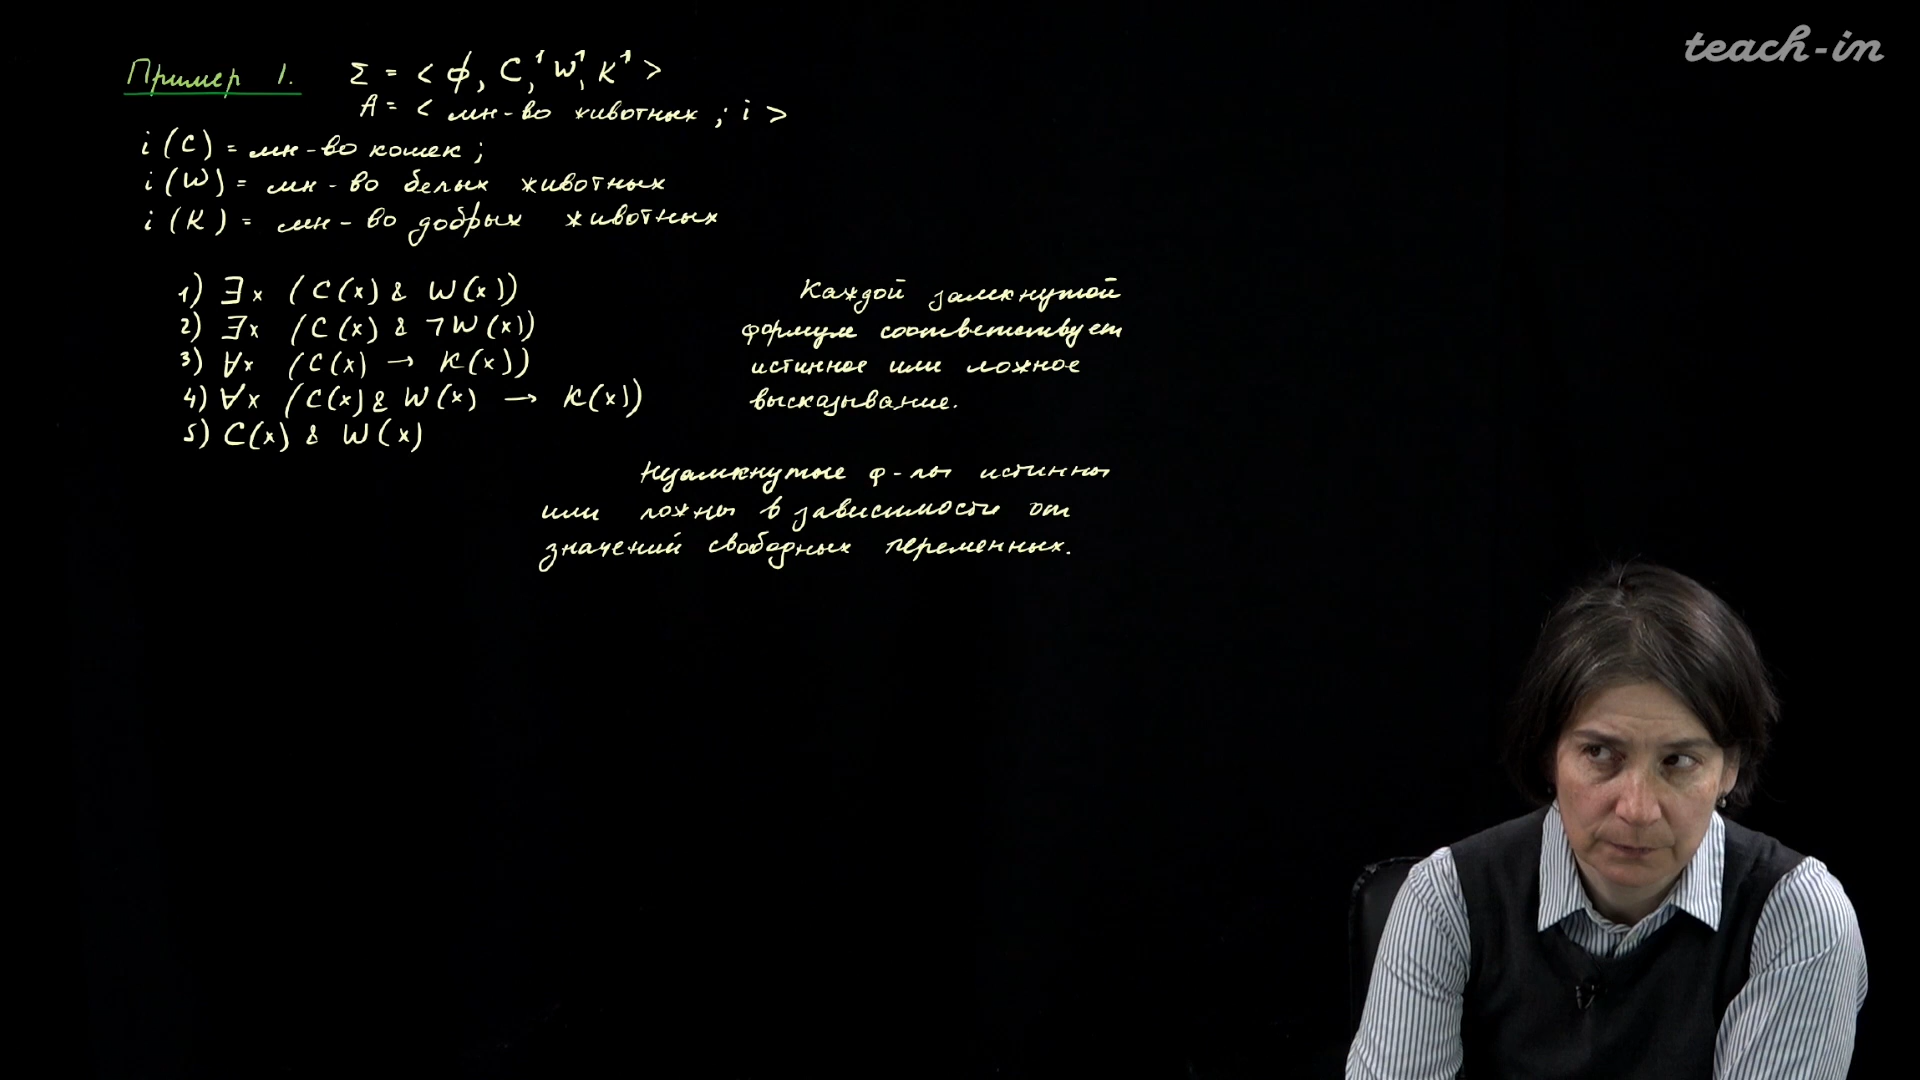 teach-in
Пример 1. Σ = < ϕ, C¹, W¹, K¹ >
A = < мн-во животных ; i >
i (C) = мн-во кошек ;
i (W) = мн-во белых животных
i (K) = мн-во добрых животных
1) ∃x (C(x) & W(x))
2) ∃x (C(x) & ¬W(x))
3) ∀x (C(x) → K(x))
4) ∀x (C(x) & W(x) → K(x))
5) C(x) & W(x)
Каждой замкнутой
формуле соответствует
истинное или ложное
высказывание.
Незамкнутые ф-лы истинны
или ложны в зависимости от
значений свободных переменных.